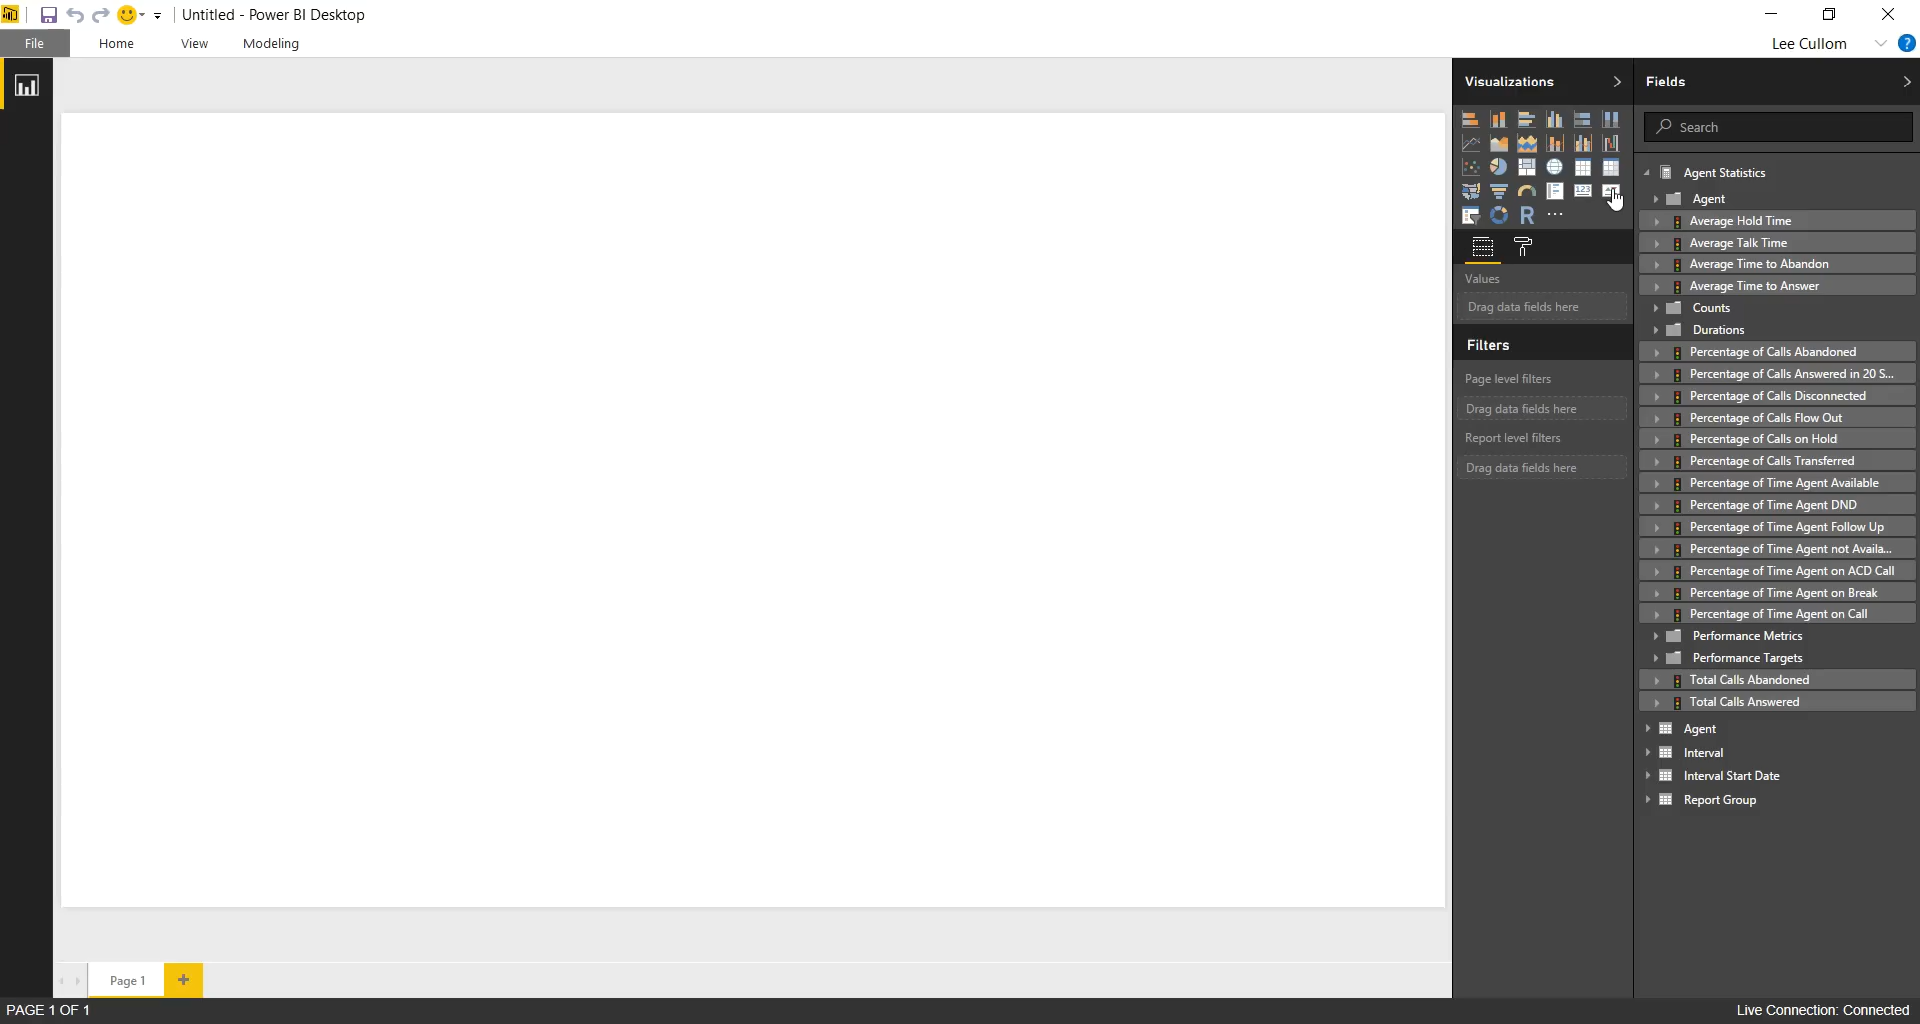 Untitled - Power BI Desktop
File
Home
View
Modeling
Lee Cullom
?
Visualizations
Fields
Search
Agent Statistics
Agent
Average Hold Time
Average Talk Time
Average Time to Abandon
Average Time to Answer
Counts
Durations
Percentage of Calls Abandoned
Percentage of Calls Answered in 20 S...
Percentage of Calls Disconnected
Percentage of Calls Flow Out
Percentage of Calls on Hold
Percentage of Calls Transferred
Percentage of Time Agent Available
Percentage of Time Agent DND
Percentage of Time Agent Follow Up
Percentage of Time Agent not Availa...
Percentage of Time Agent on ACD Call
Percentage of Time Agent on Break
Percentage of Time Agent on Call
Performance Metrics
Performance Targets
Total Calls Abandoned
Total Calls Answered
Agent
Interval
Interval Start Date
Report Group
123
R
Values
Drag data fields here
Filters
Page level filters
Drag data fields here
Report level filters
Drag data fields here
Page 1
PAGE 1 OF 1
Live Connection: Connected